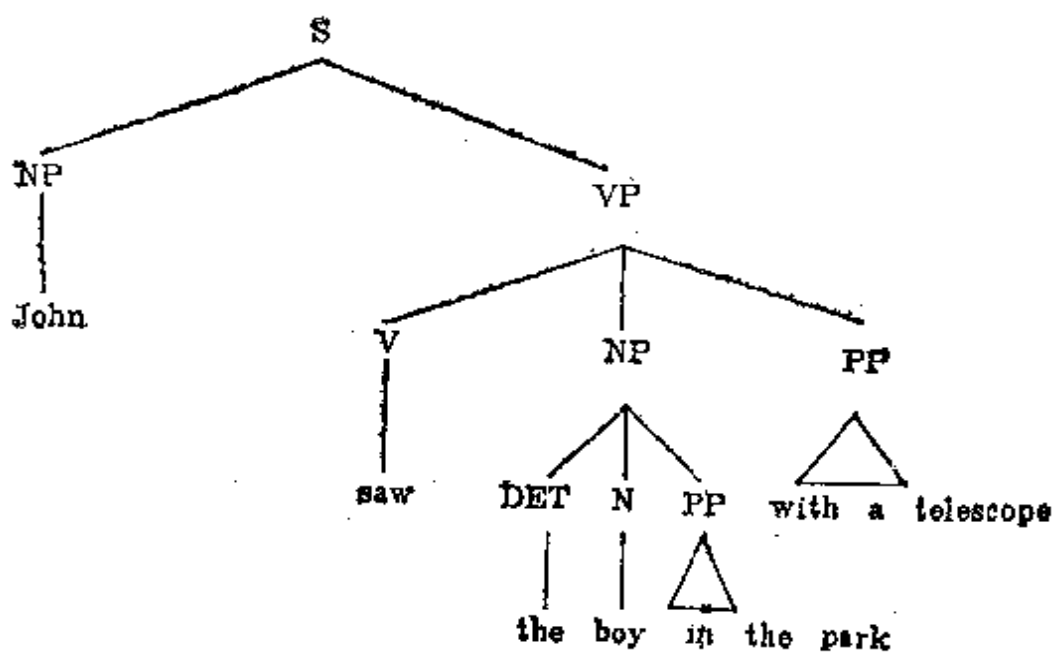 S
NP
VP
John
V NP PP
saw DET N PP with a telescope
the boy in the park